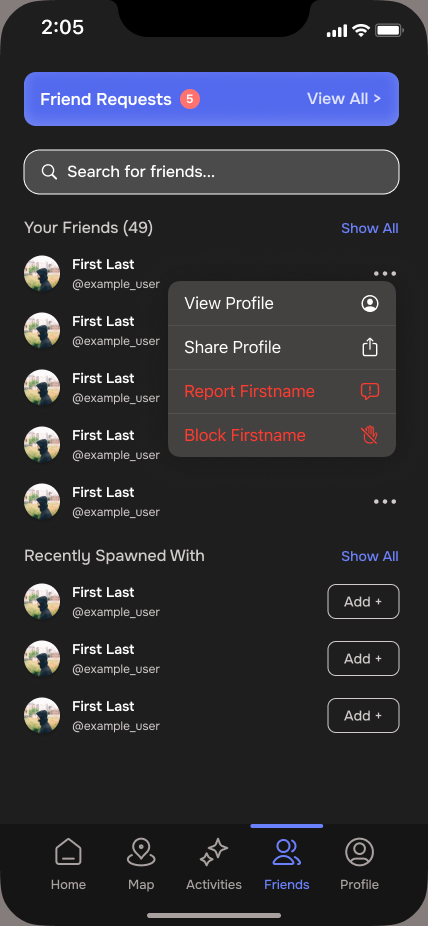 2:05
Friend Requests 5 View All >
Search for friends...
Your Friends (49) Show All
First Last
@example_user
View Profile
Share Profile
Report Firstname
Block Firstname
First Last
@example_user
First Last
@example_user
First Last
@example_user
First Last
@example_user
Recently Spawned With Show All
First Last
@example_user
Add +
First Last
@example_user
Add +
First Last
@example_user
Add +
Home Map Activities Friends Profile